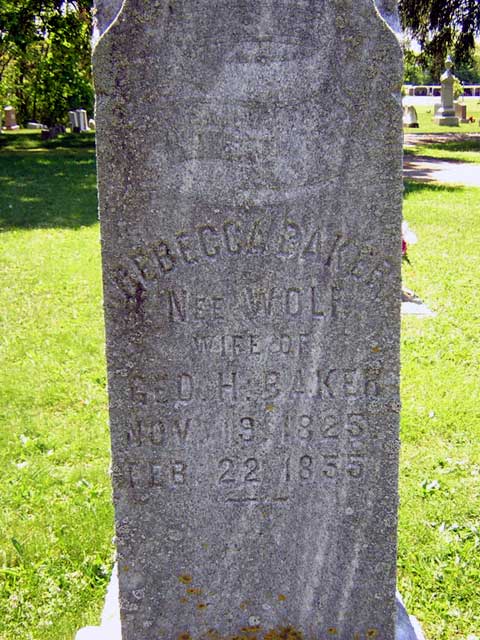 REBECCA BAKER
NEE WOLF
WIFE OF
GEO. H. BAKER
NOV 19 1825
FEB 22 1855